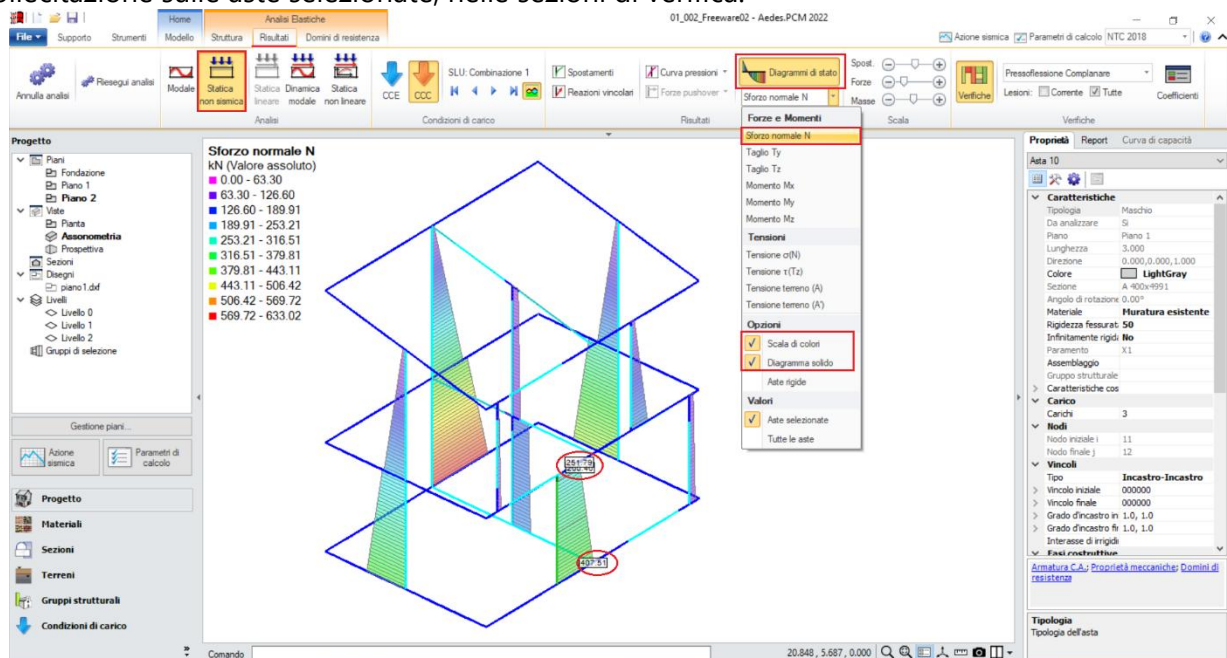 ollecitazione sulle aste selezionate, nelle sezioni di verifica.
Home
Analisi Elastiche
01_002_Freeware02 - Aedes.PCM 2022
File
Supporto
Strumenti
Modello
Struttura
Risultati
Domini di resistenza
Azione sismica
Parametri di calcolo
NTC 2018
Annulla analisi
Riesegui analisi
Modale
Statica
non sismica
Statica
lineare
Dinamica
modale
Statica
non lineare
Analisi
CCE
CCC
SLU: Combinazione 1
Condizioni di carico
Spostamenti
Reazioni vincolari
Curva pressioni
Forze pushover
Risultati
Diagrammi di stato
Sforzo normale N
Spost.
Forze
Masse
Scala
Verifiche
Pressoflessione Complanare
Lesioni:
Corrente
Tutte
Coefficienti
Verifiche
Forze e Momenti
Sforzo normale N
Taglio Ty
Taglio Tz
Momento Mx
Momento My
Momento Mz
Tensioni
Tensione σ(N)
Tensione τ(Tz)
Tensione terreno (A)
Tensione terreno (A')
Opzioni
Scala di colori
Diagramma solido
Aste rigide
Valori
Aste selezionate
Tutte le aste
Progetto
Piani
Fondazione
Piano 1
Piano 2
Viste
Pianta
Assonometria
Prospettiva
Sezioni
Disegni
piano1.dxf
Livelli
Livello 0
Livello 1
Livello 2
Gruppi di selezione
Gestione piani...
Azione
sismica
Parametri di
calcolo
Progetto
Materiali
Sezioni
Terreni
Gruppi strutturali
Condizioni di carico
Sforzo normale N
kN (Valore assoluto)
0.00 - 63.30
63.30 - 126.60
126.60 - 189.91
189.91 - 253.21
253.21 - 316.51
316.51 - 379.81
379.81 - 443.11
443.11 - 506.42
506.42 - 569.72
569.72 - 633.02
251.79
407.51
Comando
20.848 , 5.687 , 0.000
Proprietà
Report
Curva di capacità
Asta 10
Caratteristiche
Tipologia Maschio
Da analizzare Sì
Piano Piano 1
Lunghezza 3.000
Direzione 0.000,0.000,1.000
Colore LightGray
Sezione A 400x4991
Angolo di rotazione 0.00°
Materiale Muratura esistente
Rigidezza fessurat 50
Infinitamente rigida No
Paramento X1
Assemblaggio
Gruppo strutturale
Caratteristiche cos
Carico
Carichi 3
Nodi
Nodo iniziale i 11
Nodo finale j 12
Vincoli
Tipo Incastro-Incastro
Vincolo iniziale 000000
Vincolo finale 000000
Grado d'incastro in 1.0, 1.0
Grado d'incastro fir 1.0, 1.0
Interasse di irrigidi
Fasi costruttive
Armatura C.A.; Proprietà meccaniche; Domini di
resistenza
Tipologia
Tipologia dell'asta